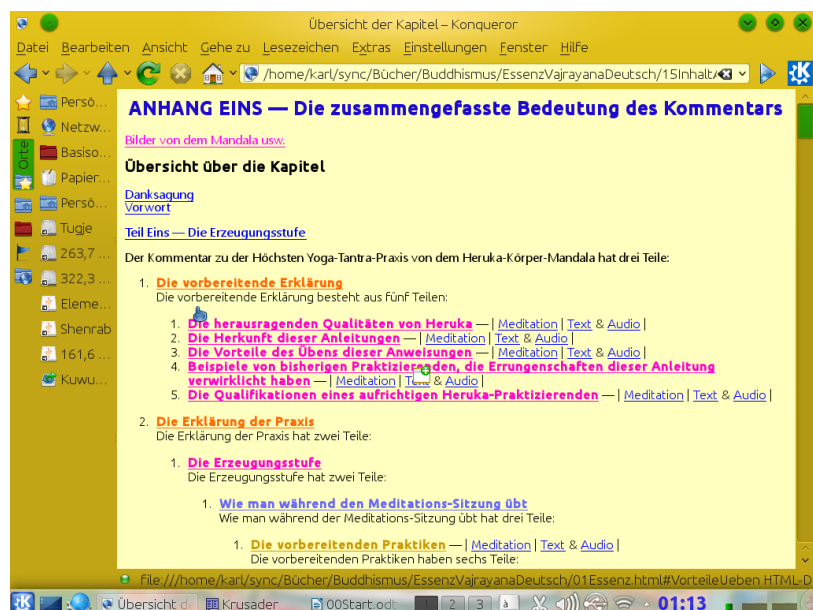 Übersicht der Kapitel – Konqueror
Datei Bearbeiten Ansicht Gehe zu Lesezeichen Extras Einstellungen Fenster Hilfe
/home/karl/sync/Bücher/Buddhismus/EssenzVajrayanaDeutsch/15Inhalt
Orte
Persö...
Netzw...
Basiso...
Papier...
Persö...
Tugje
263,7 ...
322,3 ...
Eleme...
Shenrab
161,6 ...
Kuwu...
ANHANG EINS — Die zusammengefasste Bedeutung des Kommentars
Bilder von dem Mandala usw.
Übersicht über die Kapitel
Danksagung
Vorwort
Teil Eins — Die Erzeugungsstufe
Der Kommentar zu der Höchsten Yoga-Tantra-Praxis von dem Heruka-Körper-Mandala hat drei Teile:
1. Die vorbereitende Erklärung
Die vorbereitende Erklärung besteht aus fünf Teilen:
1. Die herausragenden Qualitäten von Heruka — | Meditation | Text & Audio |
2. Die Herkunft dieser Anleitungen — | Meditation | Text & Audio |
3. Die Vorteile des Übens dieser Anweisungen — | Meditation | Text & Audio |
4. Beispiele von bisherigen Praktizierenden, die Errungenschaften dieser Anleitung
verwirklicht haben — | Meditation | Text & Audio |
5. Die Qualifikationen eines aufrichtigen Heruka-Praktizierenden — | Meditation | Text & Audio |
2. Die Erklärung der Praxis
Die Erklärung der Praxis hat zwei Teile:
1. Die Erzeugungsstufe
Die Erzeugungsstufe hat zwei Teile:
1. Wie man während den Meditations-Sitzung übt
Wie man während der Meditations-Sitzung übt hat drei Teile:
1. Die vorbereitenden Praktiken — | Meditation | Text & Audio |
Die vorbereitenden Praktiken haben sechs Teile:
file:///home/karl/sync/Bücher/Buddhismus/EssenzVajrayanaDeutsch/01Essenz.html#VorteileUeben HTML-D
Übersicht de
Krusader
00Start.odt
1 2 3
à
01:13